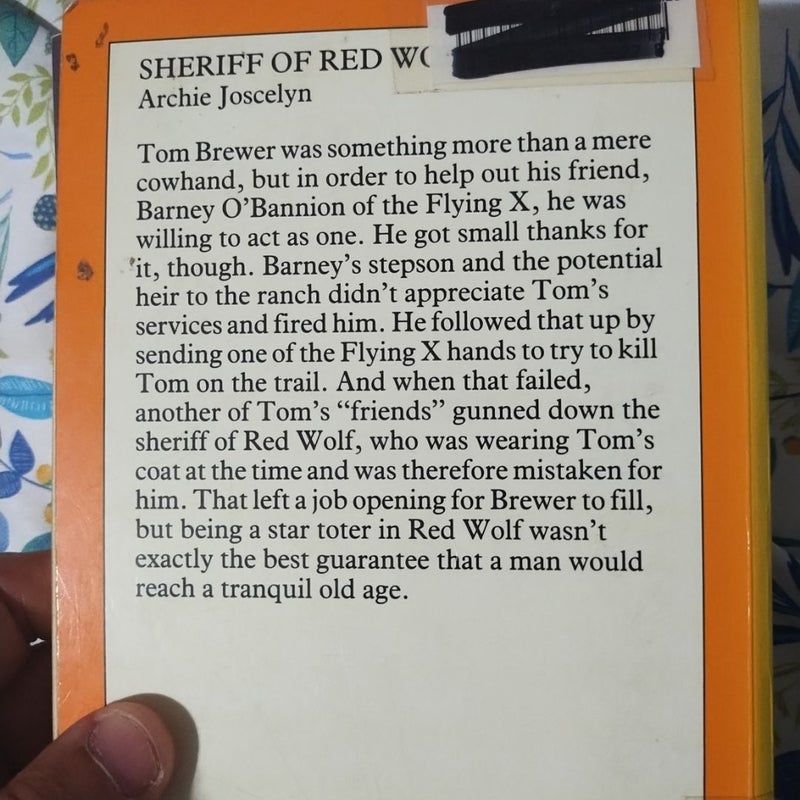 SHERIFF OF RED WO
Archie Joscelyn
Tom Brewer was something more than a mere
cowhand, but in order to help out his friend,
Barney O’Bannion of the Flying X, he was
willing to act as one. He got small thanks for
it, though. Barney’s stepson and the potential
heir to the ranch didn’t appreciate Tom’s
services and fired him. He followed that up by
sending one of the Flying X hands to try to kill
Tom on the trail. And when that failed,
another of Tom’s “friends” gunned down the
sheriff of Red Wolf, who was wearing Tom’s
coat at the time and was therefore mistaken for
him. That left a job opening for Brewer to fill,
but being a star toter in Red Wolf wasn’t
exactly the best guarantee that a man would
reach a tranquil old age.